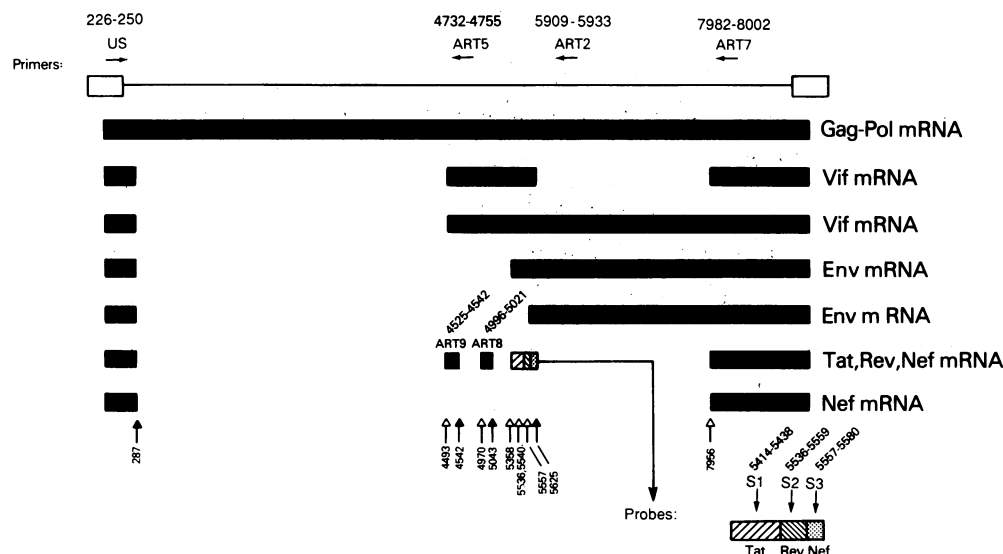 226-250
4732-4755
5909-5933
7982-8002
US
ART5
ART2
ART7
Primers:
Gag-Pol mRNA
Vif mRNA
Vif mRNA
Env mRNA
4525-4542
4996-5021
Env m RNA
ART9
ART8
Tat,Rev,Nef mRNA
Nef mRNA
287
4493
4542
4970
5043
5358
5536,5540
5557
5625
7956
5414-5438
5536-5559
5557-5580
S1
S2
S3
Probes:
Tat
Rev
Nef